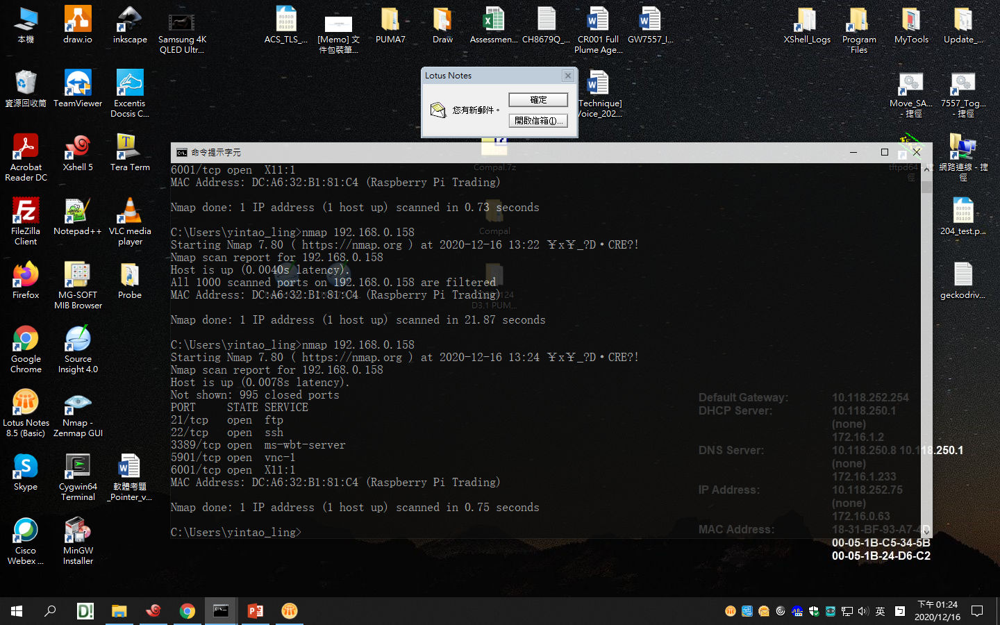 本機
draw.io
inkscape
Samsung 4K
QLED Ultr...
ACS_TLS_...
[Memo] 文
件包裝筆...
PUMA7
Draw
Assessmen...
CH8679Q_...
CR001 Full
Plume Age...
GW7557_I...
XShell_Logs
Program
Files
MyTools
Update_...
資源回收筒
TeamViewer
Excentis
Docsis C...
Lotus Notes
您有新郵件。
確定
開啟信箱(I)...
Technique]
Voice_202...
Move_SA...
- 捷徑
7557_Tog...
- 捷徑
Acrobat
Reader DC
Xshell 5
Tera Term
Compal.7z
tftpd64 - 捷
徑
網路連線 - 捷
徑
命令提示字元
6001/tcp open  X11:1
MAC Address: DC:A6:32:B1:81:C4 (Raspberry Pi Trading)
Nmap done: 1 IP address (1 host up) scanned in 0.73 seconds
C:\Users\yintao_ling>nmap 192.168.0.158
Starting Nmap 7.80 ( https://nmap.org ) at 2020-12-16 13:22 ¥x¥_?D·CRE?!
Nmap scan report for 192.168.0.158
Host is up (0.0040s latency).
All 1000 scanned ports on 192.168.0.158 are filtered
MAC Address: DC:A6:32:B1:81:C4 (Raspberry Pi Trading)
Nmap done: 1 IP address (1 host up) scanned in 21.87 seconds
C:\Users\yintao_ling>nmap 192.168.0.158
Starting Nmap 7.80 ( https://nmap.org ) at 2020-12-16 13:24 ¥x¥_?D·CRE?!
Nmap scan report for 192.168.0.158
Host is up (0.0078s latency).
Not shown: 995 closed ports
PORT     STATE SERVICE
21/tcp   open  ftp
22/tcp   open  ssh
3389/tcp open  ms-wbt-server
5901/tcp open  vnc-1
6001/tcp open  X11:1
MAC Address: DC:A6:32:B1:81:C4 (Raspberry Pi Trading)
Nmap done: 1 IP address (1 host up) scanned in 0.75 seconds
C:\Users\yintao_ling>
Compal
124
D3.1 PUM...
FileZilla
Client
Notepad++
VLC media
player
204_test.p...
Firefox
MG-SOFT
MIB Browser
Probe
geckodriv...
Google
Chrome
Source
Insight 4.0
Lotus Notes
8.5 (Basic)
Nmap -
Zenmap GUI
Skype
Cygwin64
Terminal
軟體考題
_Pointer_v...
Cisco
Webex ...
MinGW
Installer
Default Gateway: 10.118.252.254
DHCP Server: 10.118.250.1
(none)
172.16.1.2
DNS Server: 10.118.250.8 10.118.250.1
(none)
172.16.1.233
IP Address: 10.118.252.75
(none)
172.16.0.63
MAC Address: 18-31-BF-93-A7-4D
00-05-1B-C5-34-5B
00-05-1B-24-D6-C2
英
ㄅ
下午 01:24
2020/12/16